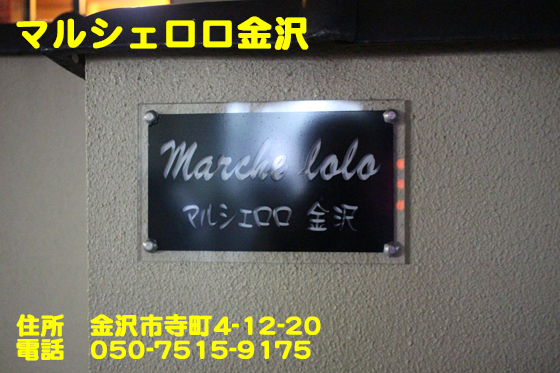 マルシェロロ金沢
Marche lolo
マルシェロロ 金沢
住所　金沢市寺町4-12-20
電話　050-7515-9175